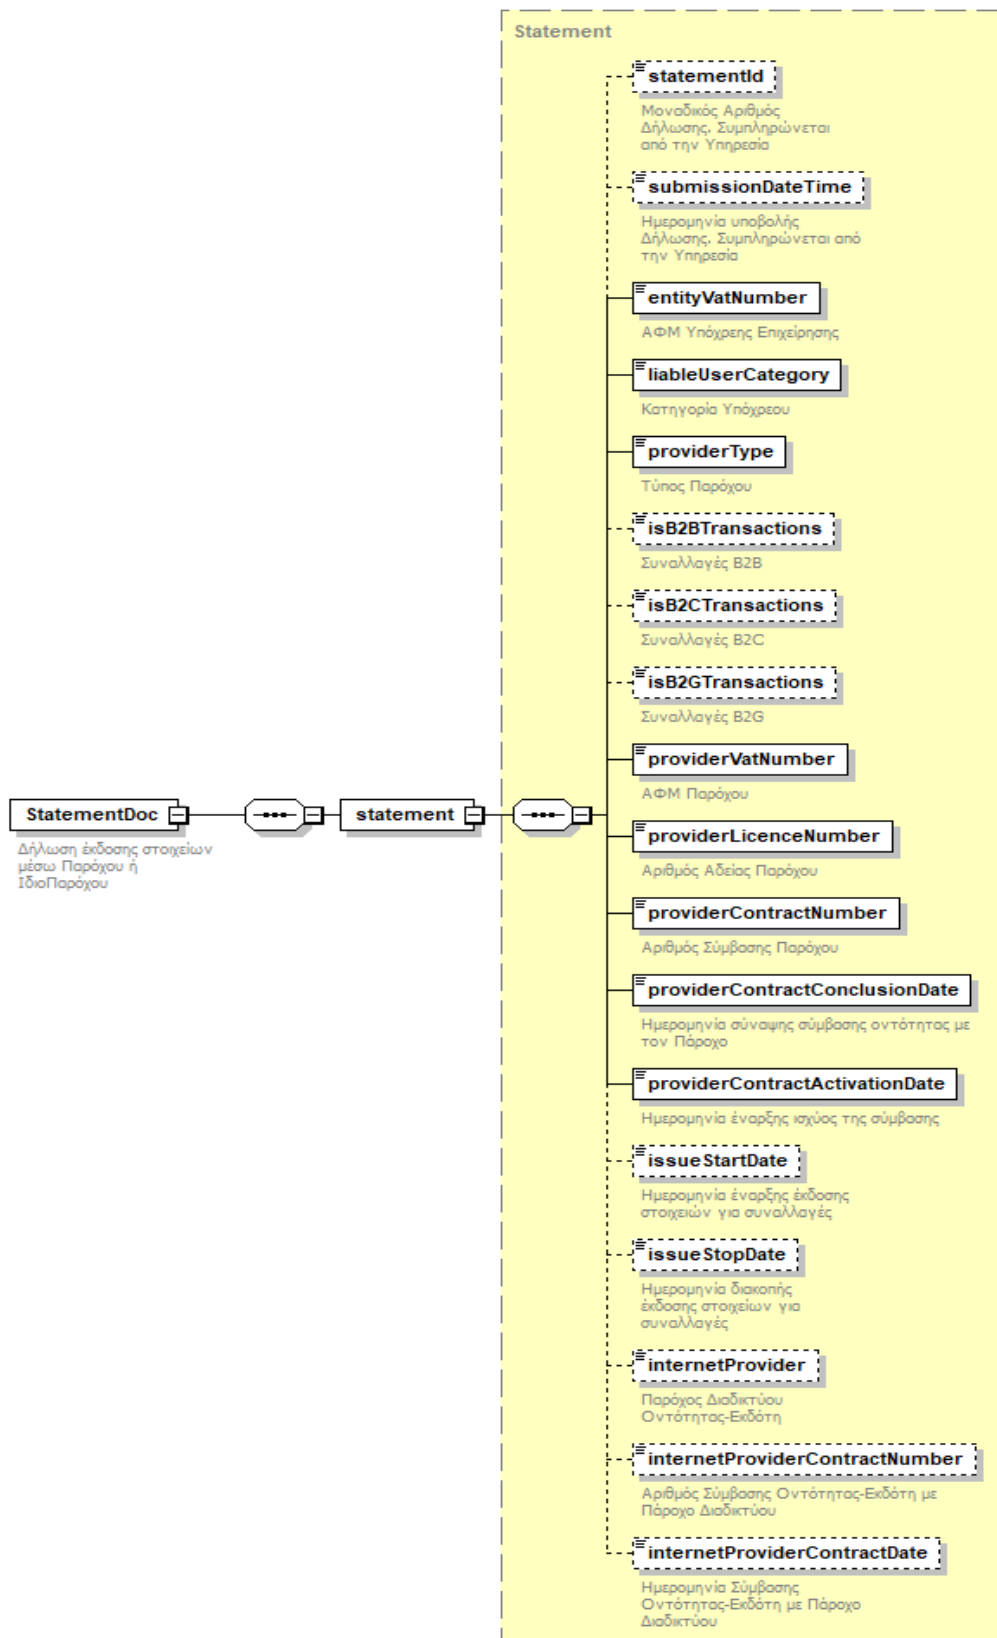 Statement
statementId
Μοναδικός Αριθμός
Δήλωσης. Συμπληρώνεται
από την Υπηρεσία
submissionDateTime
Ημερομηνία υποβολής
Δήλωσης. Συμπληρώνεται από
την Υπηρεσία
entityVatNumber
ΑΦΜ Υπόχρεης Επιχείρησης
liableUserCategory
Κατηγορία Υπόχρεου
providerType
Τύπος Παρόχου
isB2BTransactions
Συναλλαγές B2B
isB2CTransactions
Συναλλαγές B2C
isB2GTransactions
Συναλλαγές B2G
providerVatNumber
ΑΦΜ Παρόχου
StatementDoc
Δήλωση έκδοσης στοιχείων
μέσω Παρόχου ή
ΙδιοΠαρόχου
statement
providerLicenceNumber
Αριθμός Αδείας Παρόχου
providerContractNumber
Αριθμός Σύμβασης Παρόχου
providerContractConclusionDate
Ημερομηνία σύναψης σύμβασης οντότητας με
τον Πάροχο
providerContractActivationDate
Ημερομηνία έναρξης ισχύος της σύμβασης
issueStartDate
Ημερομηνία έναρξης έκδοσης
στοιχειών για συναλλαγές
issueStopDate
Ημερομηνία διακοπής
έκδοσης στοιχείων για
συναλλαγές
internetProvider
Παρόχος Διαδικτύου
Οντότητας-Εκδότη
internetProviderContractNumber
Αριθμός Σύμβασης Οντότητας-Εκδότη με
Πάροχο Διαδικτύου
internetProviderContractDate
Ημερομηνία Σύμβασης
Οντότητας-Εκδότη με Πάροχο
Διαδικτύου